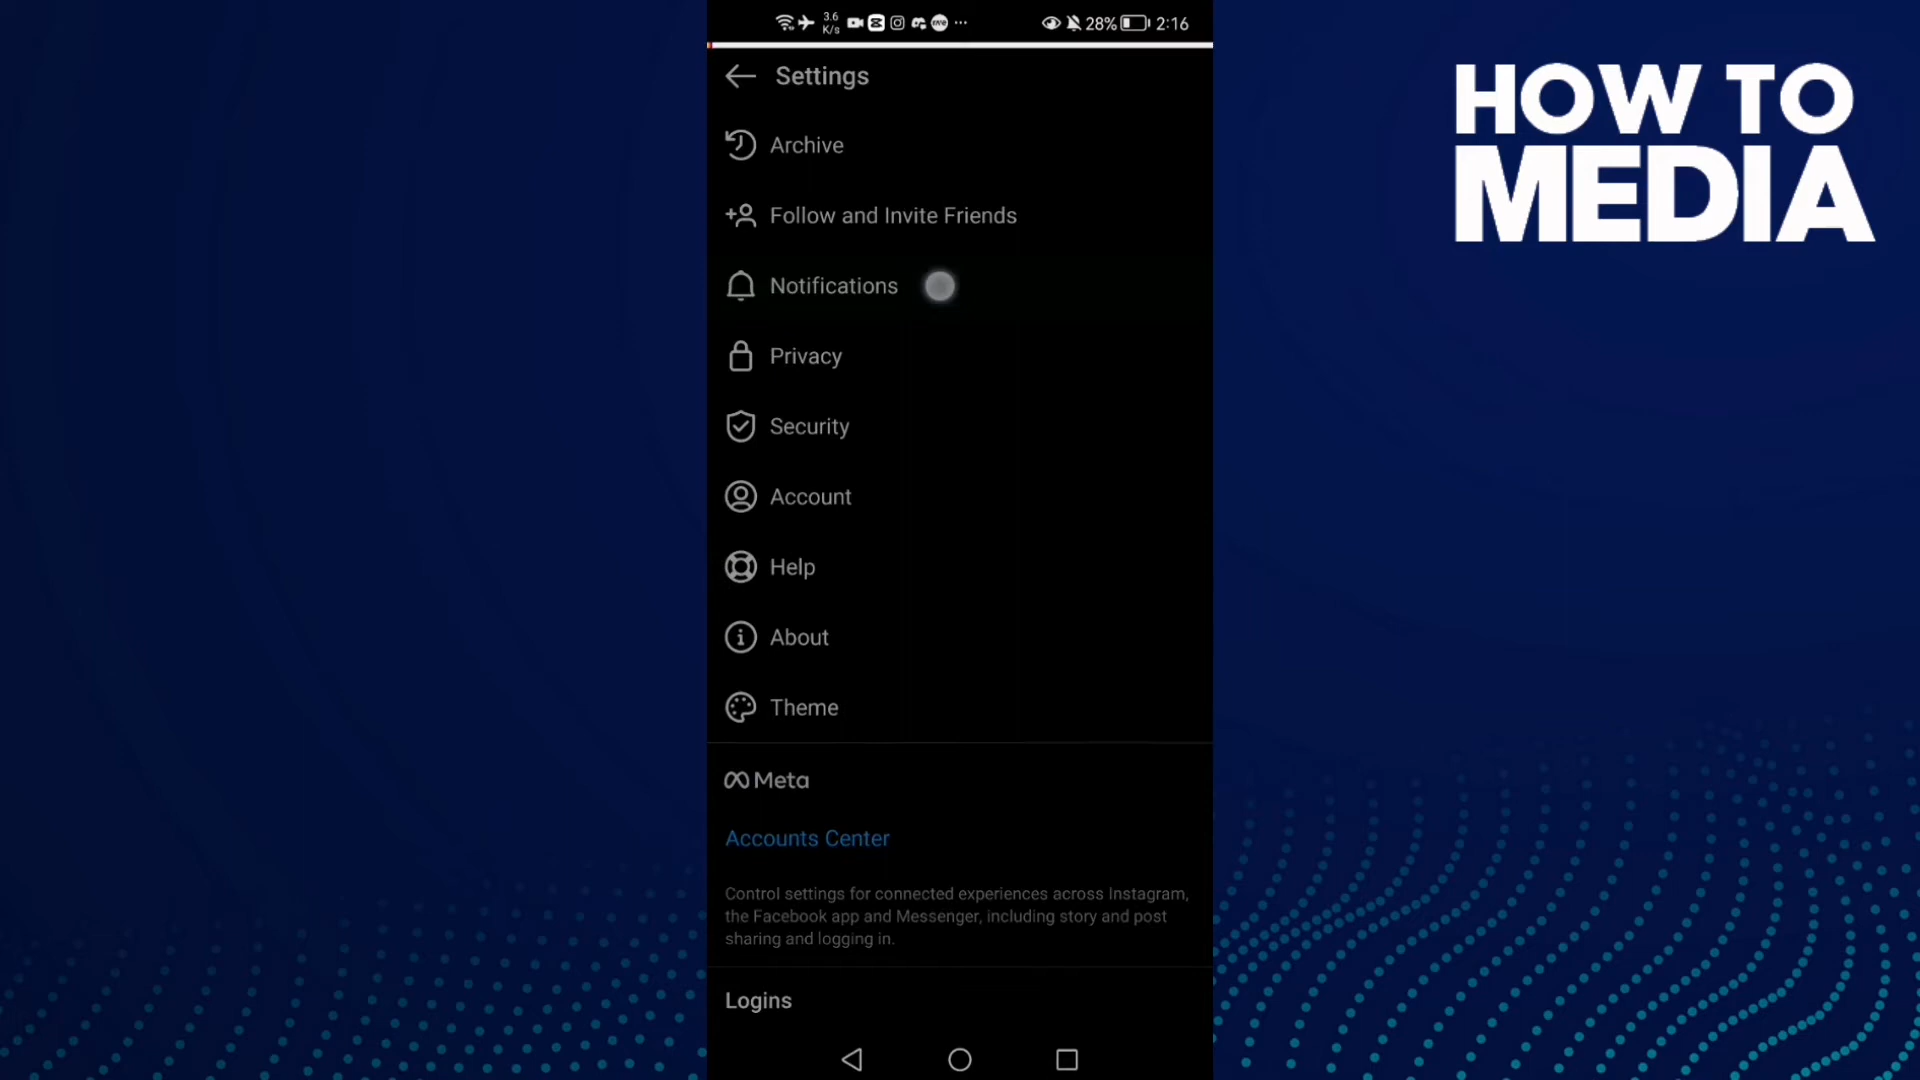 3.6
K/s
28% 2:16
Settings
Archive
Follow and Invite Friends
Notifications
Privacy
Security
Account
Help
About
Theme
Meta
Accounts Center
Control settings for connected experiences across Instagram,
the Facebook app and Messenger, including story and post
sharing and logging in.
Logins
HOW TO
MEDIA